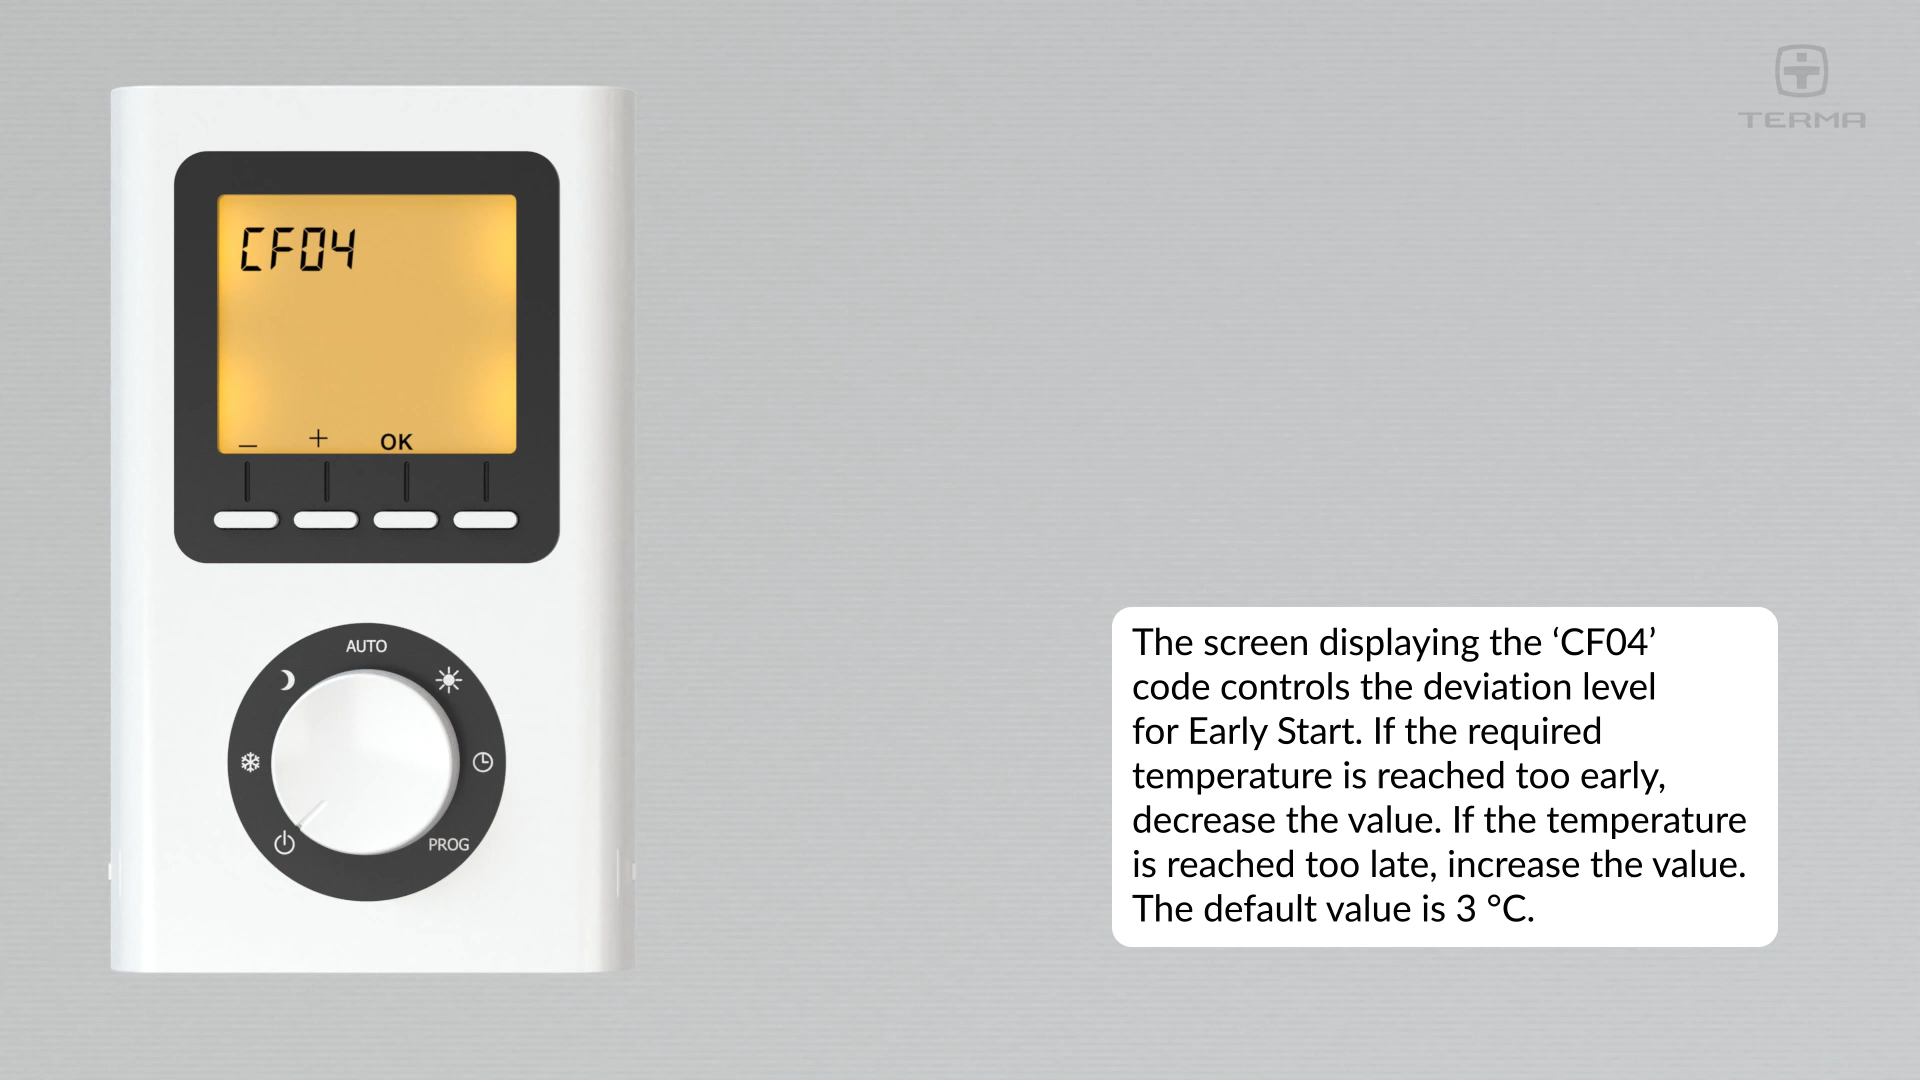 TERMA
CF04
– + OK
AUTO
PROG
The screen displaying the ‘CF04’
code controls the deviation level
for Early Start. If the required
temperature is reached too early,
decrease the value. If the temperature
is reached too late, increase the value.
The default value is 3 °C.